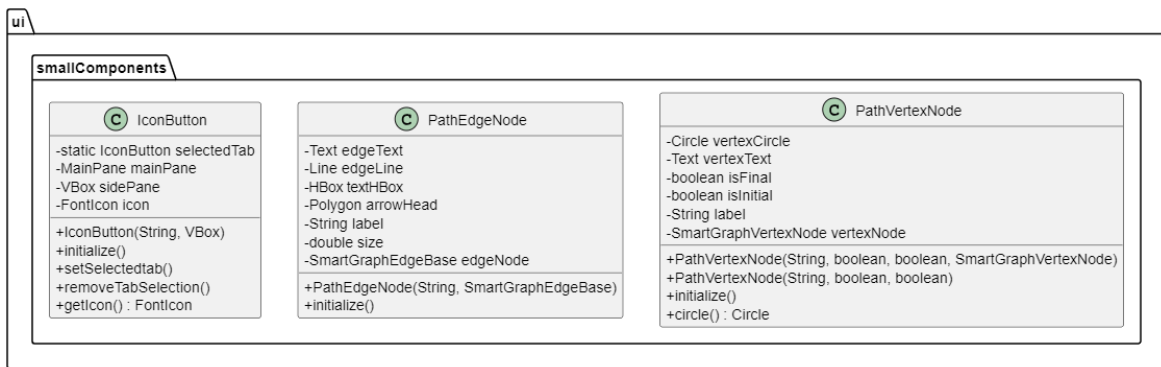 ui
smallComponents
C IconButton
-static IconButton selectedTab
-MainPane mainPane
-VBox sidePane
-FontIcon icon
+IconButton(String, VBox)
+initialize()
+setSelectedtab()
+removeTabSelection()
+getIcon() : FontIcon
C PathEdgeNode
-Text edgeText
-Line edgeLine
-HBox textHBox
-Polygon arrowHead
-String label
-double size
-SmartGraphEdgeBase edgeNode
+PathEdgeNode(String, SmartGraphEdgeBase)
+initialize()
C PathVertexNode
-Circle vertexCircle
-Text vertexText
-boolean isFinal
-boolean isInitial
-String label
-SmartGraphVertexNode vertexNode
+PathVertexNode(String, boolean, boolean, SmartGraphVertexNode)
+PathVertexNode(String, boolean, boolean)
+initialize()
+circle() : Circle